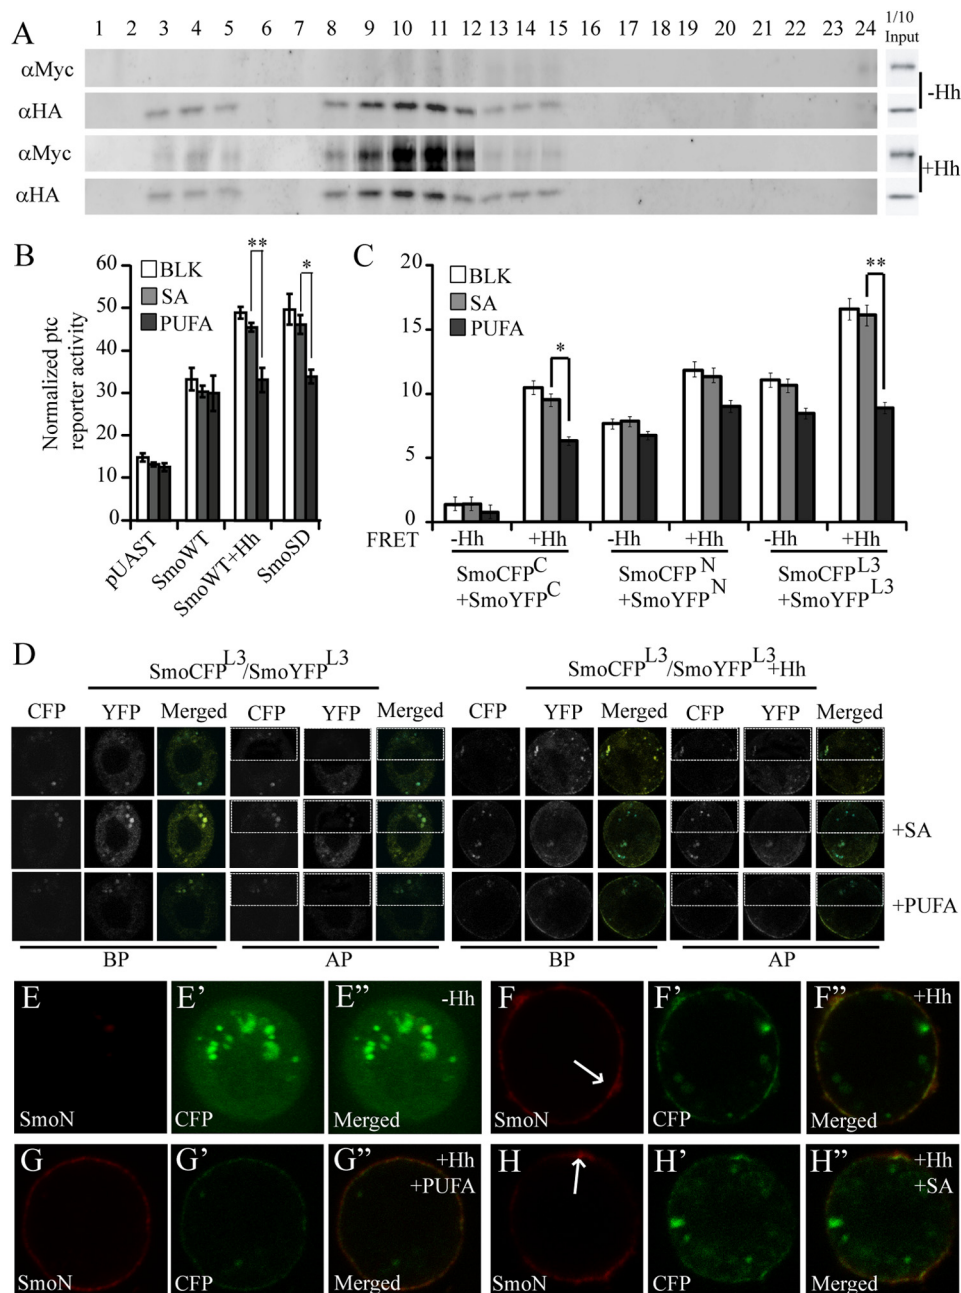 A
1 2 3 4 5 6 7 8 9 10 11 12 13 14 15 16 17 18 19 20 21 22 23 24
1/10
Input
αMyc
αHA
-Hh
αMyc
αHA
+Hh
B
60
50
40
30
20
10
0
Normalized ptc
reporter activity
BLK
SA
PUFA
**
*
pUAST
SmoWT
SmoWT+Hh
SmoSD
C
20
15
10
5
0
BLK
SA
PUFA
*
**
FRET
-Hh +Hh -Hh +Hh -Hh +Hh
SmoCFP^C
+SmoYFP^C
SmoCFP^N
+SmoYFP^N
SmoCFP^L3
+SmoYFP^L3
D
SmoCFP^L3/SmoYFP^L3
SmoCFP^L3/SmoYFP^L3+Hh
CFP YFP Merged CFP YFP Merged CFP YFP Merged CFP YFP Merged
+SA
+PUFA
BP AP BP AP
E E' E” -Hh F F' F” +Hh
SmoN CFP Merged SmoN CFP Merged
G G' G” +Hh
+PUFA
H H' H” +Hh
+SA
SmoN CFP Merged SmoN CFP Merged